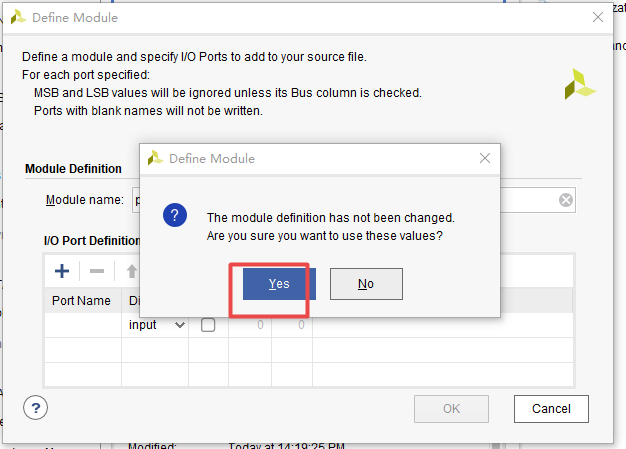 Define Module
Define a module and specify I/O Ports to add to your source file.
For each port specified:
MSB and LSB values will be ignored unless its Bus column is checked.
Ports with blank names will not be written.
Module Definition
Module name:
Define Module
The module definition has not been changed.
Are you sure you want to use these values?
Yes No
I/O Port Definition
Port Name
input 0 0
? OK Cancel
Modified: Today at 14:19:25 PM